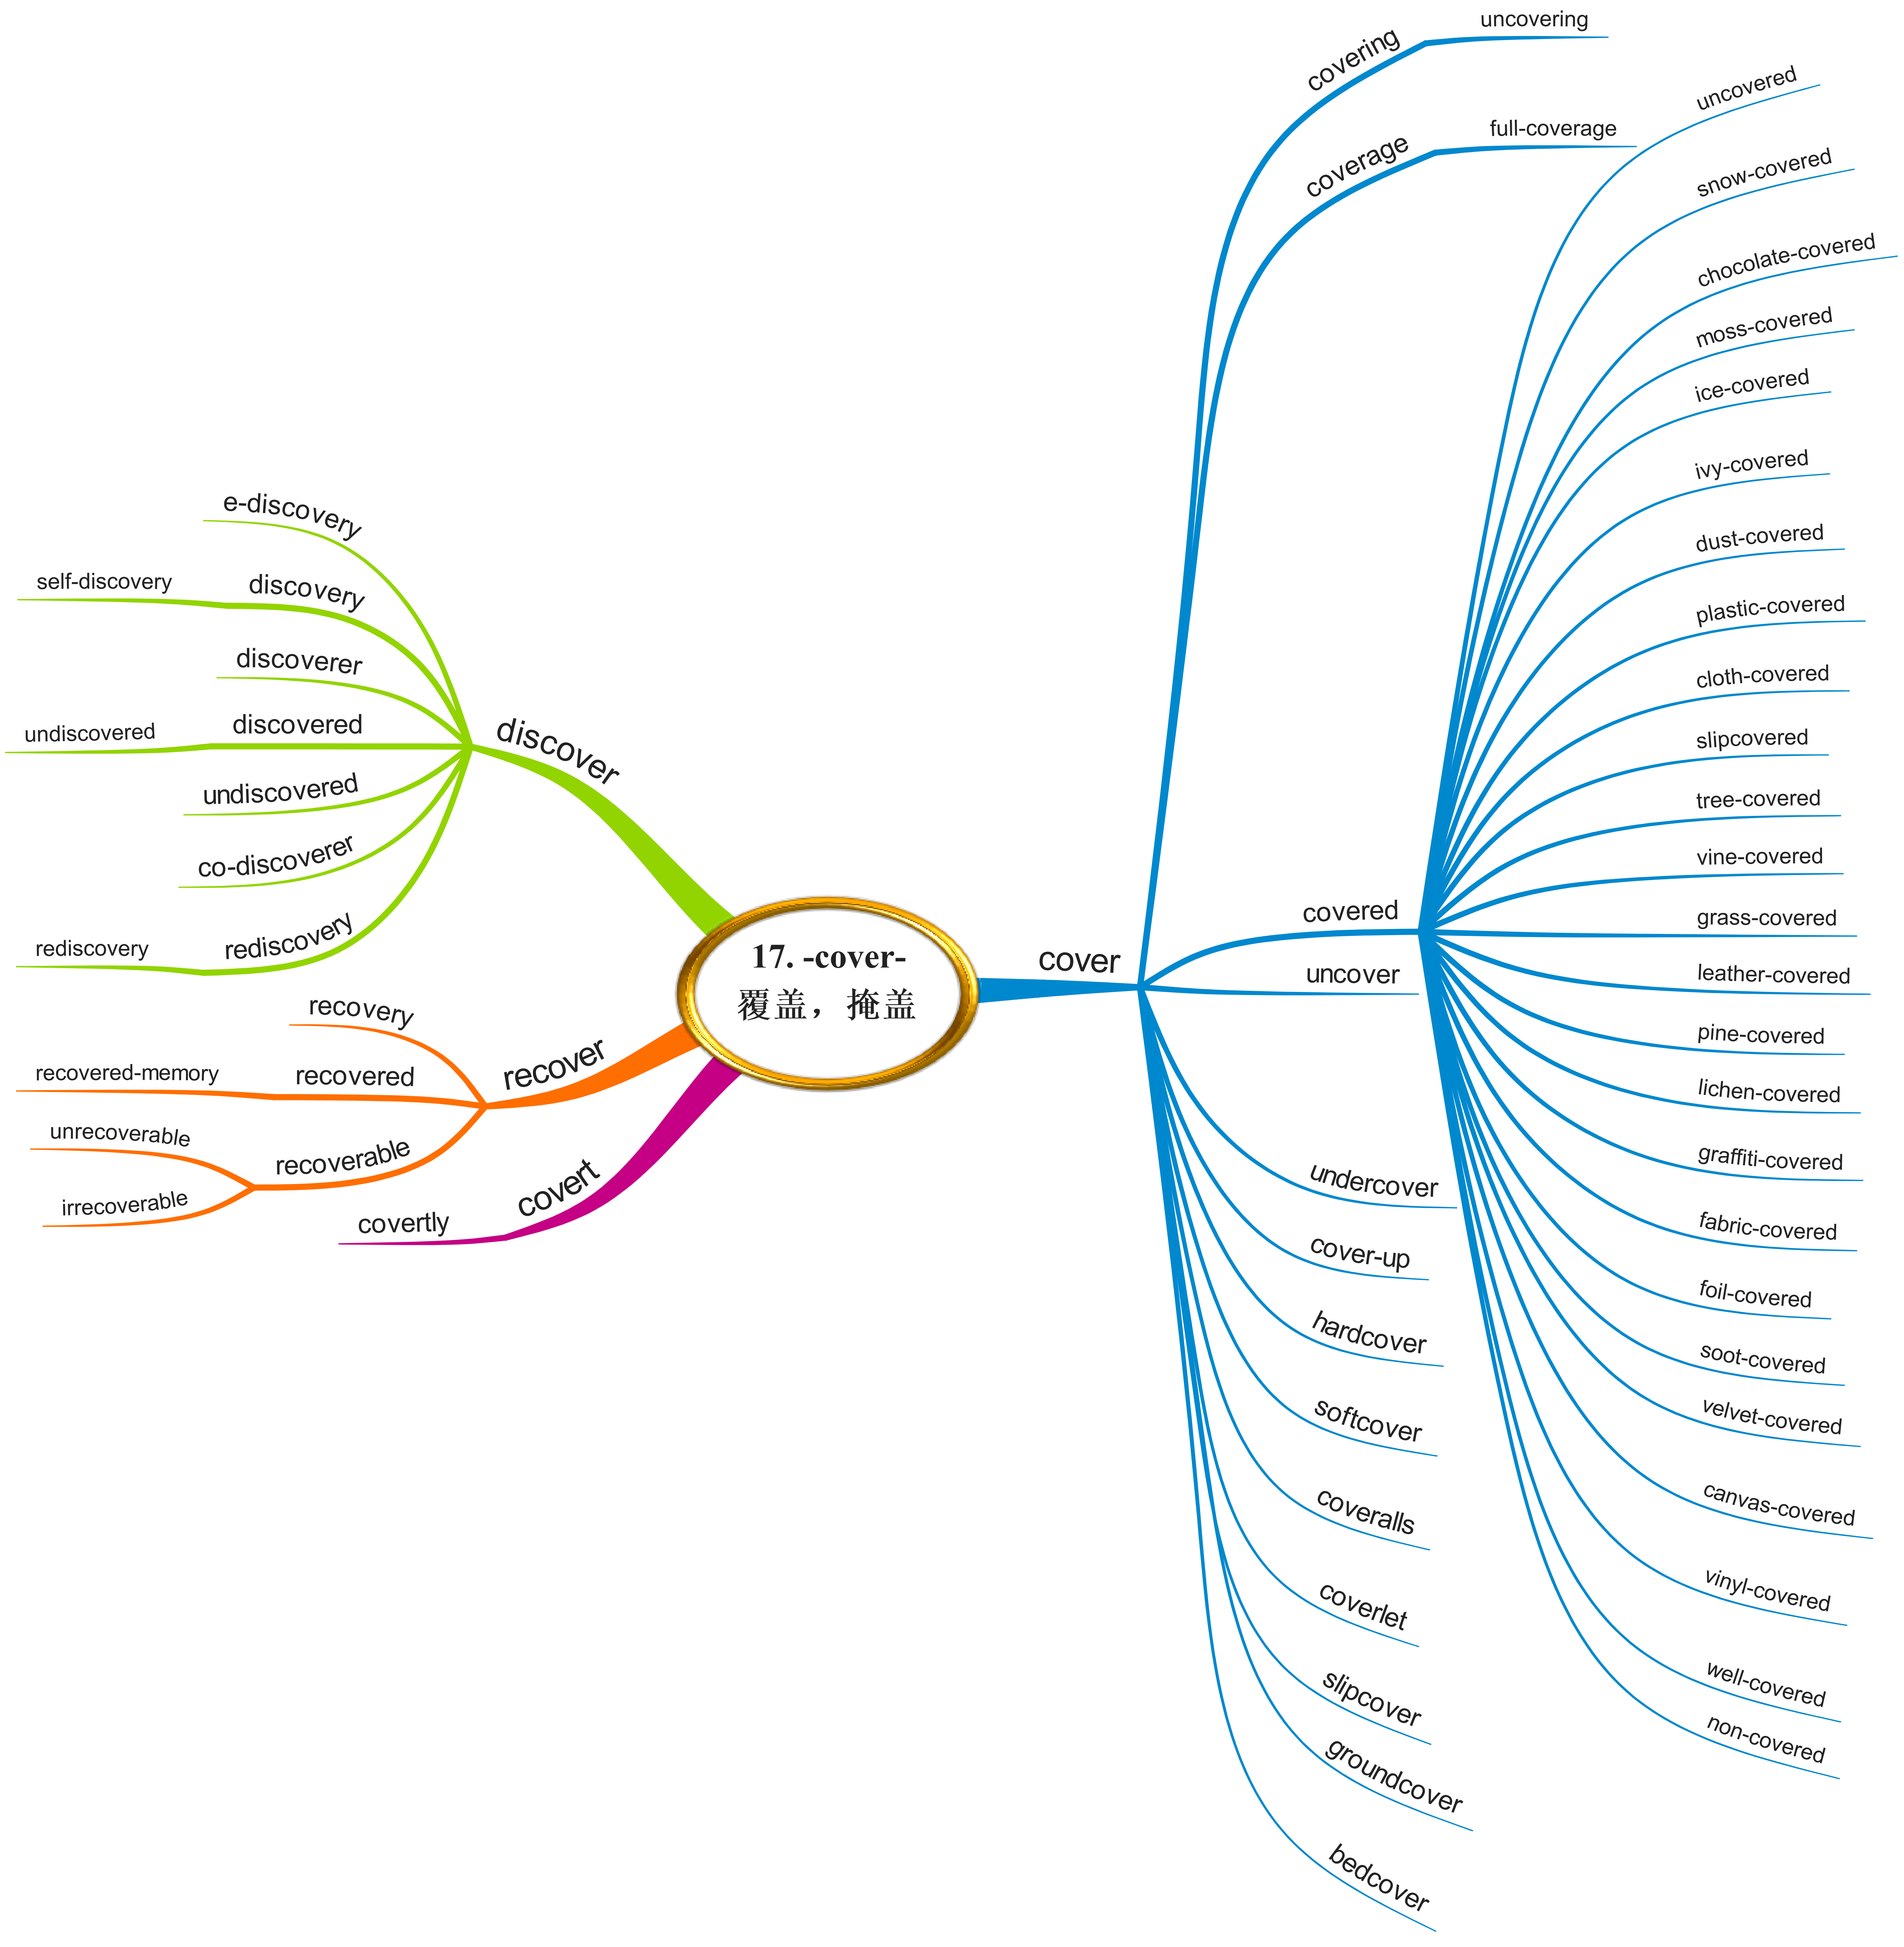 17. -cover-
覆盖，掩盖
cover
covering
uncovering
coverage
full-coverage
covered
uncovered
snow-covered
chocolate-covered
moss-covered
ice-covered
ivy-covered
dust-covered
plastic-covered
cloth-covered
slipcovered
tree-covered
vine-covered
grass-covered
leather-covered
pine-covered
lichen-covered
graffiti-covered
fabric-covered
foil-covered
soot-covered
velvet-covered
canvas-covered
vinyl-covered
well-covered
non-covered
uncover
undercover
cover-up
hardcover
softcover
coveralls
coverlet
slipcover
groundcover
bedcover
discover
e-discovery
discovery
self-discovery
discoverer
discovered
undiscovered
undiscovered
co-discoverer
rediscovery
rediscovery
recover
recovery
recovered
recovered-memory
recoverable
unrecoverable
irrecoverable
covert
covertly